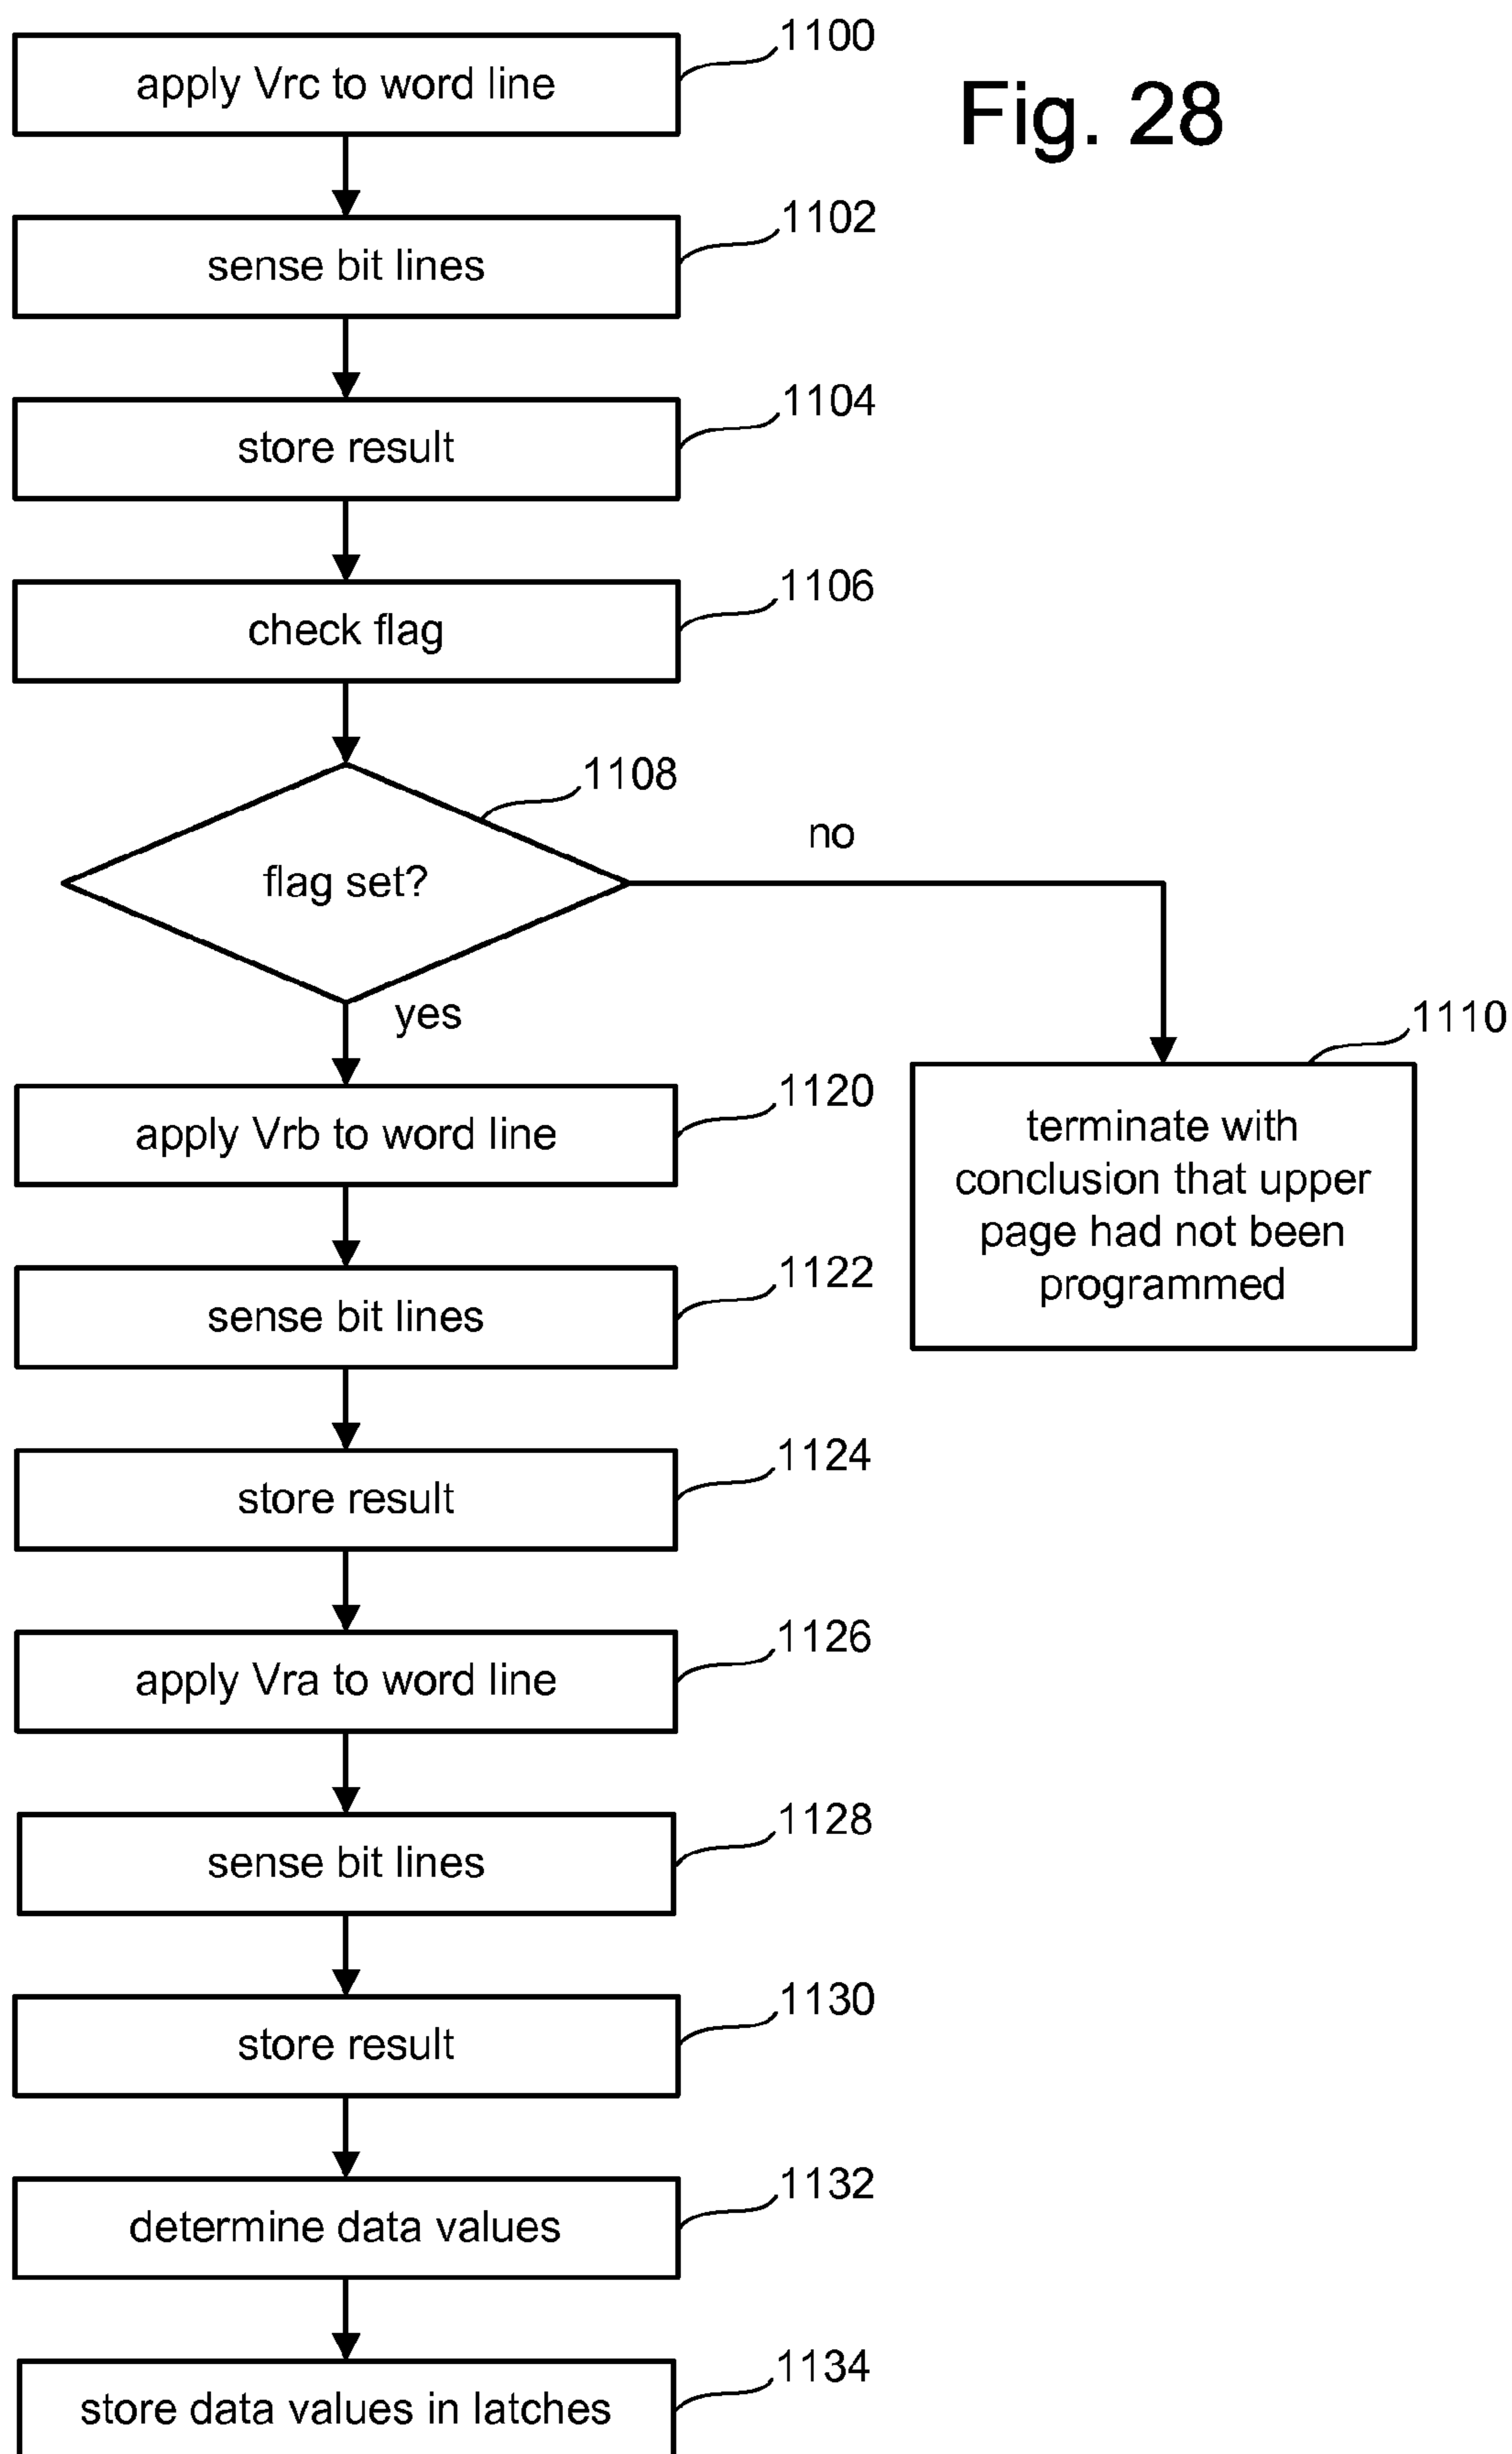 1100
apply Vrc to word line
Fig. 28
1102
sense bit lines
1104
store result
1106
check flag
1108
flag set?
no
yes
1110
terminate with
conclusion that upper
page had not been
programmed
1120
apply Vrb to word line
1122
sense bit lines
1124
store result
1126
apply Vra to word line
1128
sense bit lines
1130
store result
1132
determine data values
1134
store data values in latches